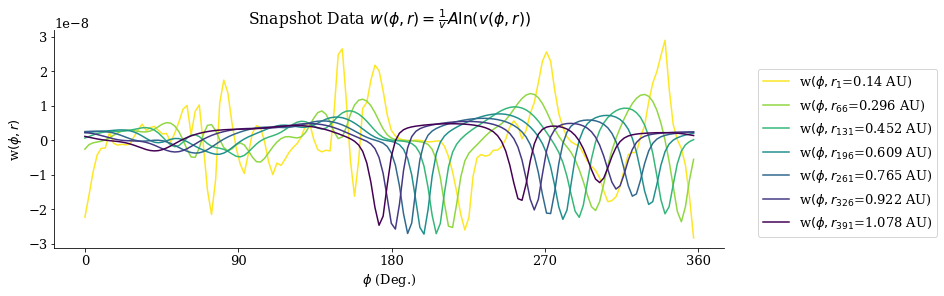 Snapshot Data w(ϕ, r) = 1/v A ln(v(ϕ, r))
1e−8
3
2
1
0
−1
−2
−3
w(ϕ, r)
0 90 180 270 360
ϕ (Deg.)
w(ϕ, r₁=0.14 AU)
w(ϕ, r₆₆=0.296 AU)
w(ϕ, r₁₃₁=0.452 AU)
w(ϕ, r₁₉₆=0.609 AU)
w(ϕ, r₂₆₁=0.765 AU)
w(ϕ, r₃₂₆=0.922 AU)
w(ϕ, r₃₉₁=1.078 AU)